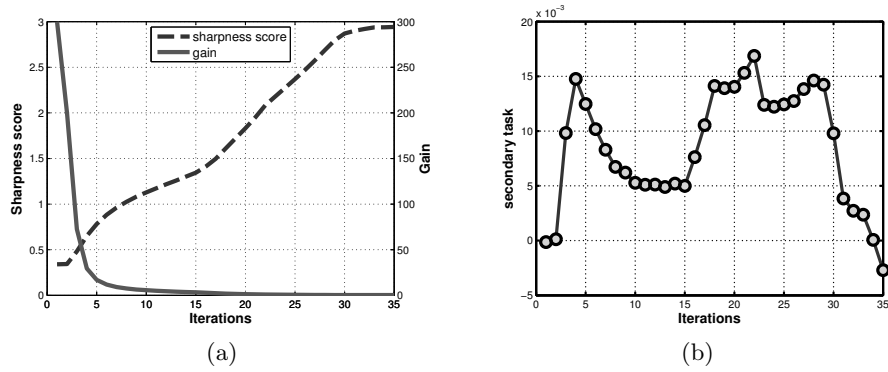 3
2.5
2
1.5
1
0.5
0
Sharpness score
sharpness score
gain
300
250
200
150
100
50
0
Gain
0 5 10 15 20 25 30 35
Iterations
(a)
x 10⁻³
20
15
10
5
0
−5
secondary task
0 5 10 15 20 25 30 35
Iterations
(b)